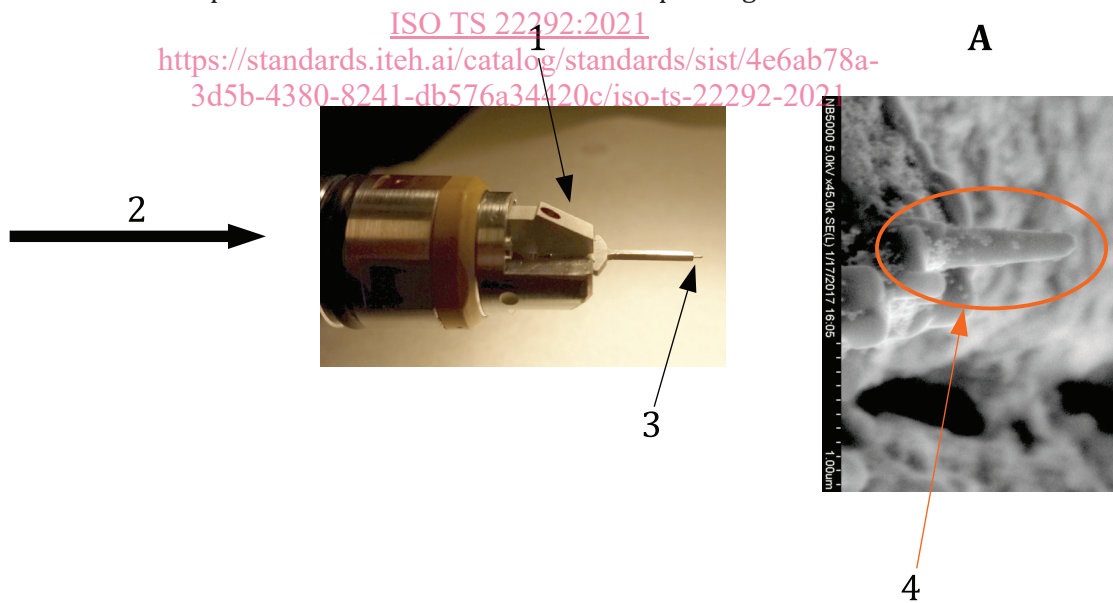 ISO TS 22292:2021
1
A
https://standards.iteh.ai/catalog/standards/sist/4e6ab78a-
3d5b-4380-8241-db576a34420c/iso-ts-22292-2021
2
3
4
NB5000 5.0kV x45.0k SE(L) 1/17/2017 16:05
1.00um